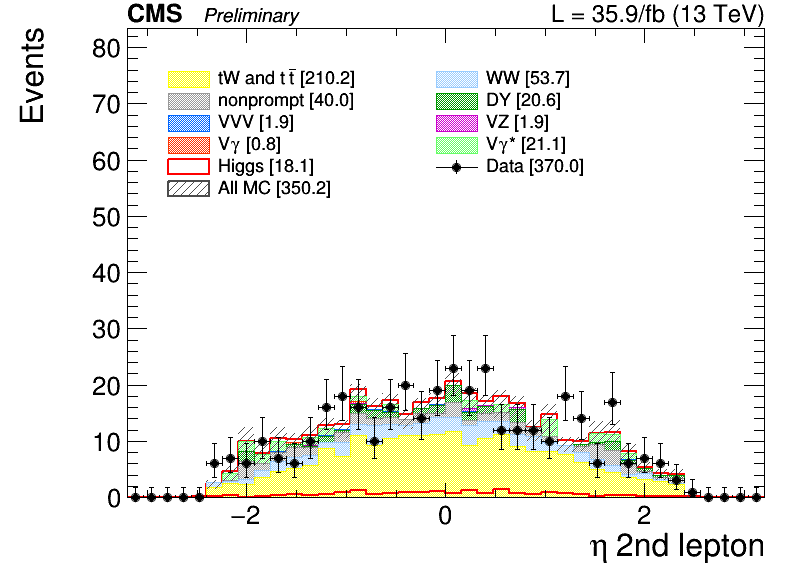 CMS Preliminary L = 35.9/fb (13 TeV)
Events
80
70
60
50
40
30
20
10
0
tW and tt̄ [210.2] WW [53.7]
nonprompt [40.0] DY [20.6]
VVV [1.9] VZ [1.9]
Vγ [0.8] Vγ* [21.1]
Higgs [18.1] Data [370.0]
All MC [350.2]
−2 0 2
η 2nd lepton